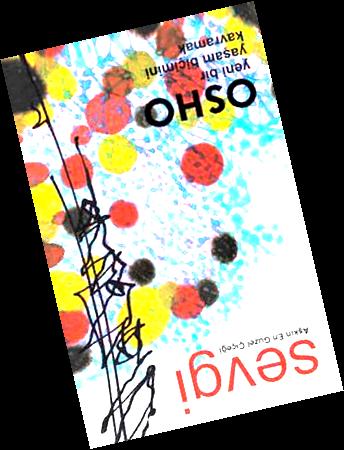 sevgi
Aşkın En Güzel Çiçeği
OSHO
yeni bir
yaşam biçimini
kavramak